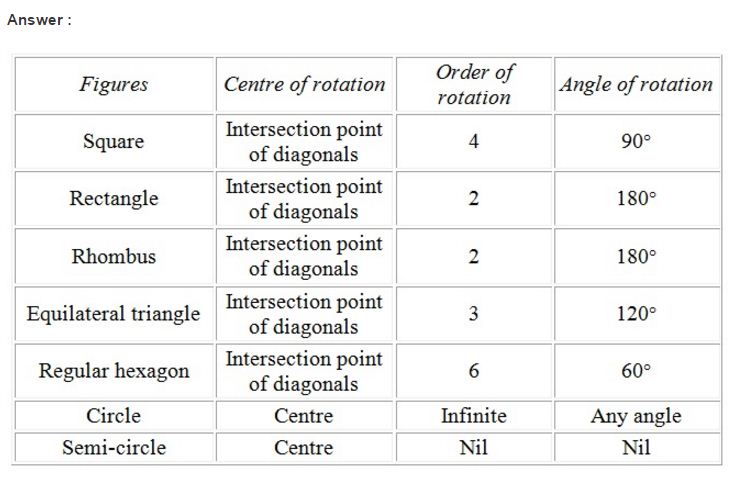 Answer :
Figures Centre of rotation Order of rotation Angle of rotation
Square Intersection point of diagonals 4 90°
Rectangle Intersection point of diagonals 2 180°
Rhombus Intersection point of diagonals 2 180°
Equilateral triangle Intersection point of diagonals 3 120°
Regular hexagon Intersection point of diagonals 6 60°
Circle Centre Infinite Any angle
Semi-circle Centre Nil Nil